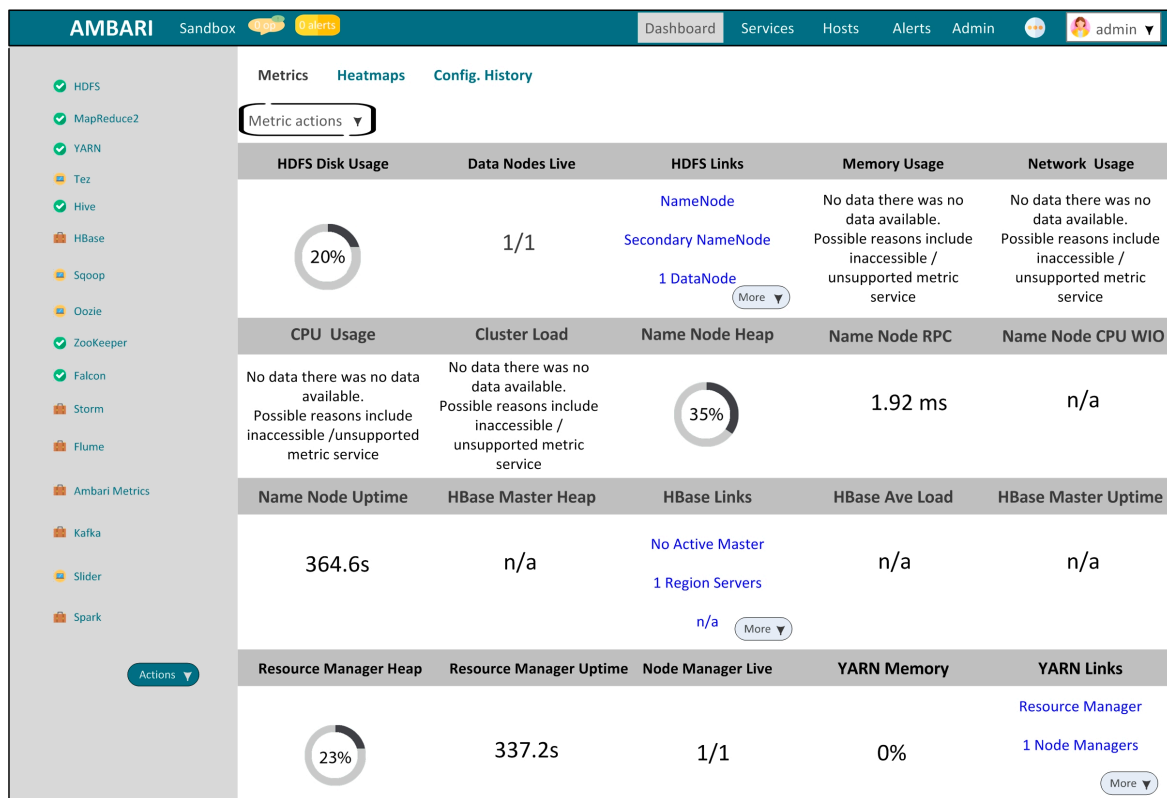 AMBARI Sandbox 0 op 0 alerts Dashboard Services Hosts Alerts Admin admin
HDFS
MapReduce2
YARN
Tez
Hive
HBase
Sqoop
Oozie
ZooKeeper
Falcon
Storm
Flume
Ambari Metrics
Kafka
Slider
Spark
Actions
Metrics Heatmaps Config. History
Metric actions
HDFS Disk Usage Data Nodes Live HDFS Links Memory Usage Network Usage
20%
1/1
NameNode
Secondary NameNode
1 DataNode
More
No data there was no
data available.
Possible reasons include
inaccessible /
unsupported metric
service
No data there was no
data available.
Possible reasons include
inaccessible /
unsupported metric
service
CPU Usage Cluster Load Name Node Heap Name Node RPC Name Node CPU WIO
No data there was no data
available.
Possible reasons include
inaccessible /unsupported
metric service
No data there was no
data available.
Possible reasons include
inaccessible /
unsupported metric
service
35%
1.92 ms
n/a
Name Node Uptime HBase Master Heap HBase Links HBase Ave Load HBase Master Uptime
364.6s
n/a
No Active Master
1 Region Servers
n/a
More
n/a
n/a
Resource Manager Heap Resource Manager Uptime Node Manager Live YARN Memory YARN Links
23%
337.2s
1/1
0%
Resource Manager
1 Node Managers
More